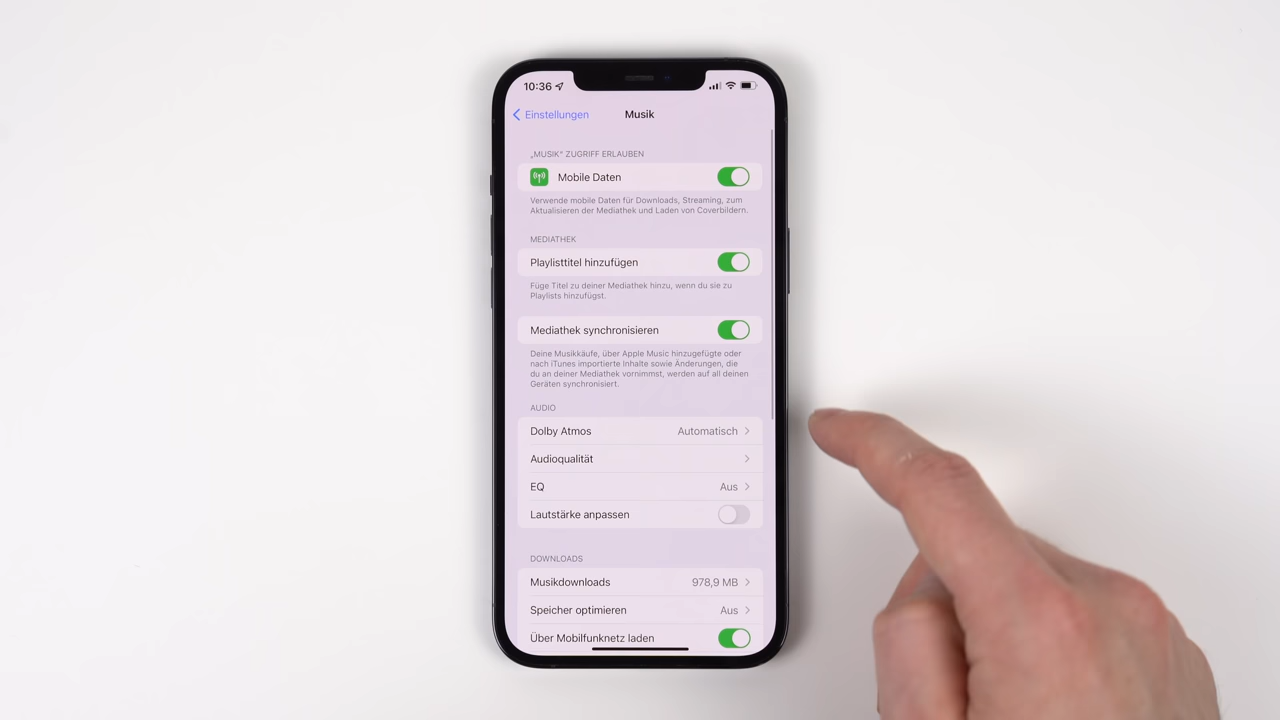 10:36
Einstellungen
Musik
„MUSIK“ ZUGRIFF ERLAUBEN
Mobile Daten
Verwende mobile Daten für Downloads, Streaming, zum
Aktualisieren der Mediathek und Laden von Coverbildern.
MEDIATHEK
Playlisttitel hinzufügen
Füge Titel zu deiner Mediathek hinzu, wenn du sie zu
Playlists hinzufügst.
Mediathek synchronisieren
Deine Musikkäufe, über Apple Music hinzugefügte oder
nach iTunes importierte Inhalte sowie Änderungen, die
du an deiner Mediathek vornimmst, werden auf all deinen
Geräten synchronisiert.
AUDIO
Dolby Atmos Automatisch
Audioqualität
EQ Aus
Lautstärke anpassen
DOWNLOADS
Musikdownloads 978,9 MB
Speicher optimieren Aus
Über Mobilfunknetz laden